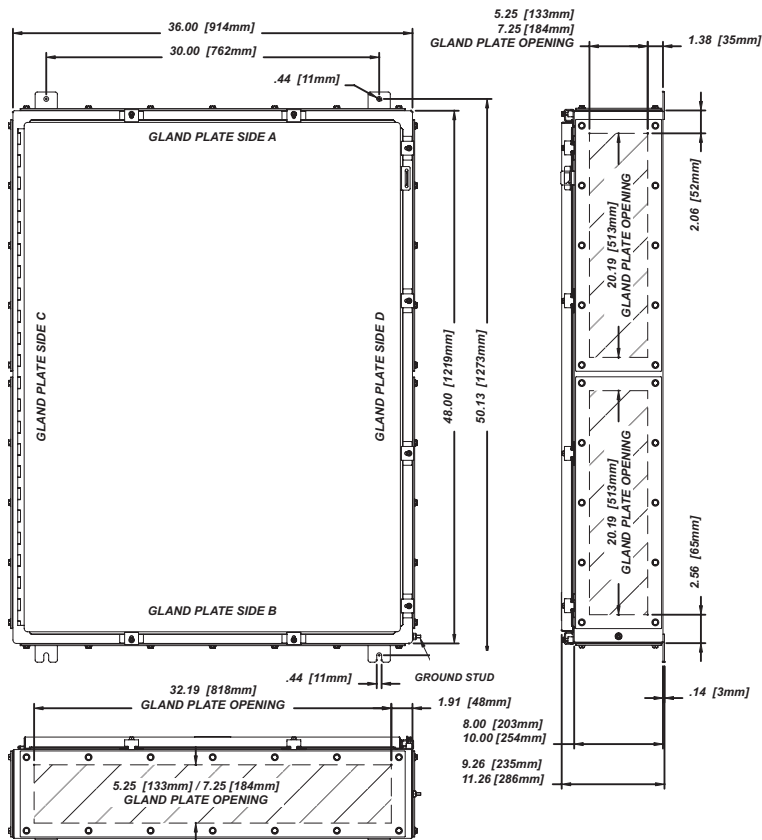 36.00 [914mm]
30.00 [762mm]
.44 [11mm]
5.25 [133mm]
7.25 [184mm]
GLAND PLATE OPENING
1.38 [35mm]
GLAND PLATE SIDE A
GLAND PLATE SIDE C
GLAND PLATE SIDE D
48.00 [1219mm]
50.13 [1273mm]
20.19 [513mm]
GLAND PLATE OPENING
2.06 [52mm]
20.19 [513mm]
GLAND PLATE OPENING
2.56 [65mm]
GLAND PLATE SIDE B
.44 [11mm]
GROUND STUD
32.19 [818mm]
GLAND PLATE OPENING
1.91 [48mm]
.14 [3mm]
8.00 [203mm]
10.00 [254mm]
9.26 [235mm]
11.26 [286mm]
5.25 [133mm] / 7.25 [184mm]
GLAND PLATE OPENING